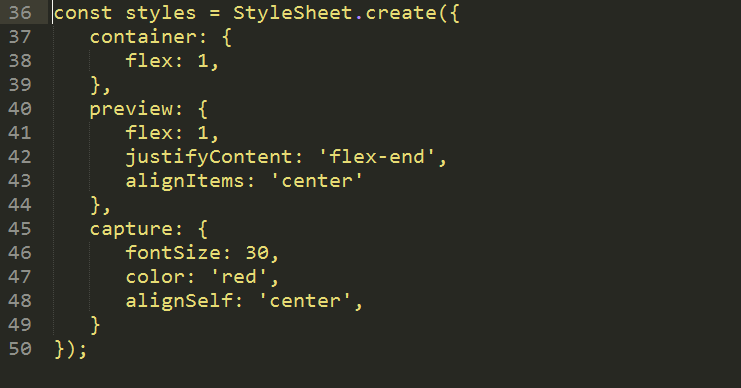 36 const styles = StyleSheet.create({
37    container: {
38       flex: 1,
39    },
40    preview: {
41       flex: 1,
42       justifyContent: 'flex-end',
43       alignItems: 'center'
44    },
45    capture: {
46       fontSize: 30,
47       color: 'red',
48       alignSelf: 'center',
49    }
50 });